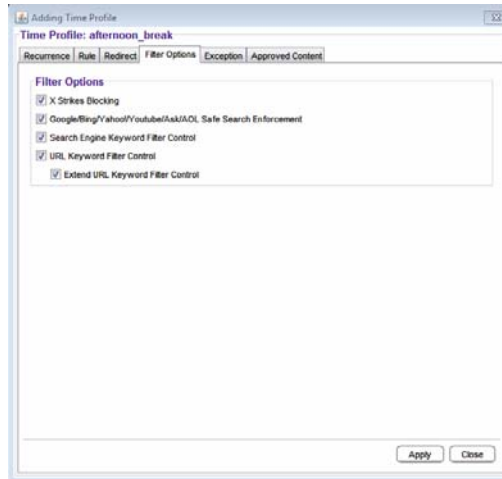 Adding Time Profile
Time Profile: afternoon_break
Recurrence Rule Redirect Filter Options Exception Approved Content
Filter Options
X Strikes Blocking
Google/Bing/Yahoo!/Youtube/Ask/AOL Safe Search Enforcement
Search Engine Keyword Filter Control
URL Keyword Filter Control
Extend URL Keyword Filter Control
Apply Close